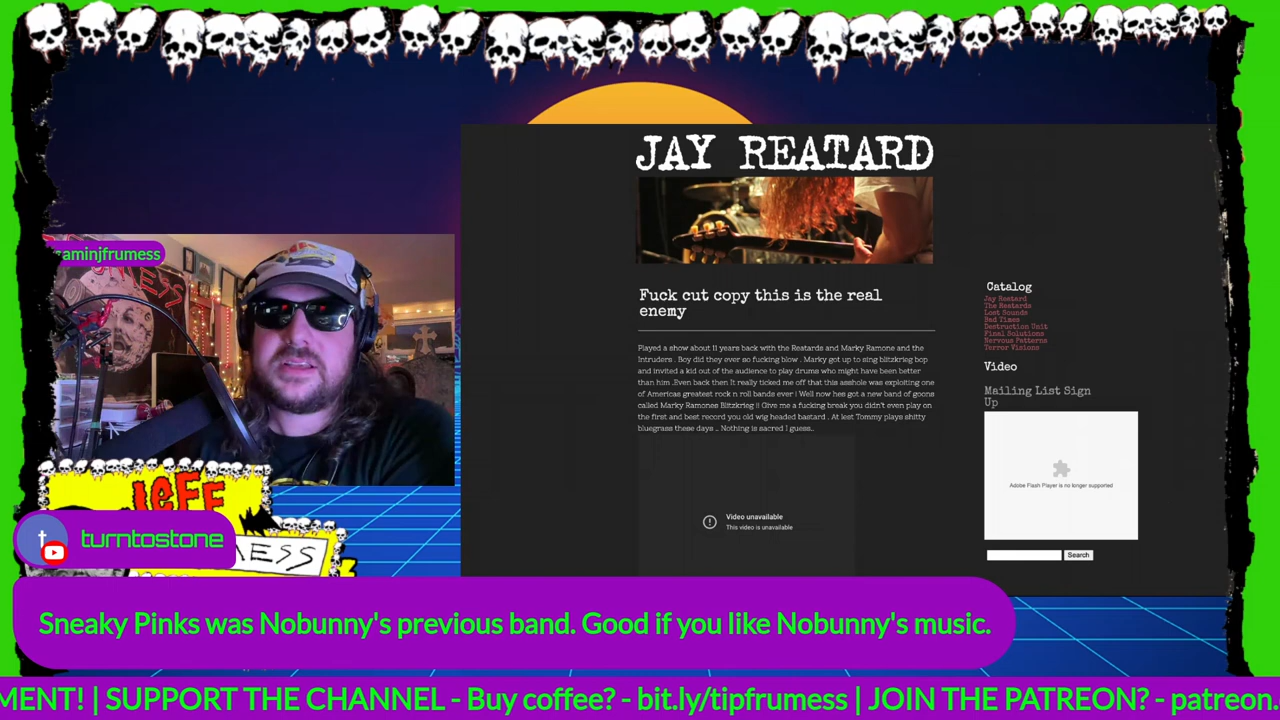 JAY REATARD
aminjfrumess
Fuck cut copy this is the real
enemy
Played a show about 11 years back with the Reatards and Marky Ramone and the
Intruders . Boy did they ever so fucking blow . Marky got up to sing blitzkrieg bop
and invited a kid out of the audience to play drums who might have been better
than him .Even back then It really ticked me off that this asshole was exploiting one
of Americas greatest rock n roll bands ever ! Well now hes got a new band of goons
called Marky Ramones Blitzkrieg !! Give me a fucking break you didn't even play on
the first and best record you old wig headed bastard . At lest Tommy plays shitty
bluegrass these days .. Nothing is sacred I guess..
Video unavailable
This video is unavailable
Catalog
Jay Reatard
The Reatards
Lost Sounds
Bad Times
Destruction Unit
Final Solutions
Nervous Patterns
Terror Visions
Video
Mailing List Sign
Up
Adobe Flash Player is no longer supported
Search
JEFF
ESS
t turntostone
Sneaky Pinks was Nobunny's previous band. Good if you like Nobunny's music.
MENT! | SUPPORT THE CHANNEL - Buy coffee? - bit.ly/tipfrumess | JOIN THE PATREON? - patreon.